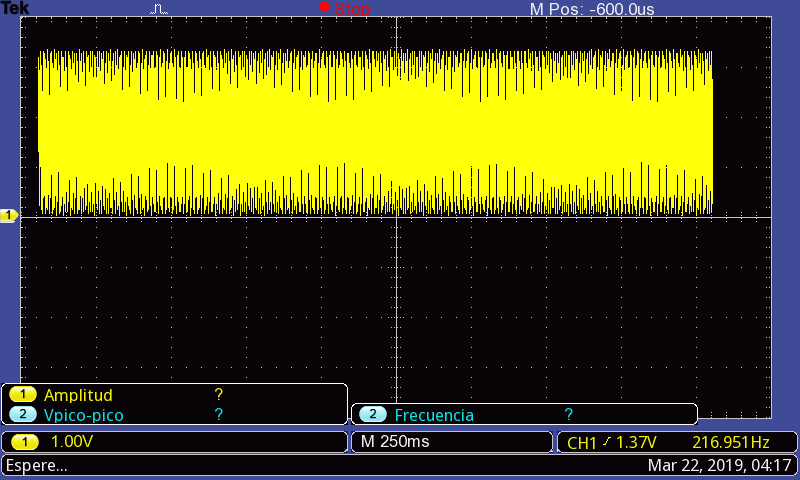 Tek Stop M Pos: -600.0us
1
1 Amplitud ?
2 Vpico-pico ? 2 Frecuencia ?
1 1.00V M 250ms CH1 1.37V 216.951Hz
Espere... Mar 22, 2019, 04:17